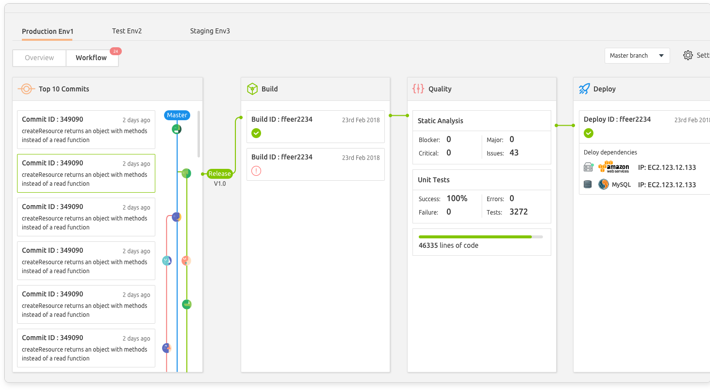 Production Env1
Test Env2
Staging Env3
Overview
Workflow
Master branch
Top 10 Commits
Commit ID : 349090
2 days ago
createResource returns an object with methods
instead of a read function
Commit ID : 349090
2 days ago
createResource returns an object with methods
instead of a read function
Commit ID : 349090
2 days ago
createResource returns an object with methods
instead of a read function
Commit ID : 349090
2 days ago
createResource returns an object with methods
instead of a read function
Commit ID : 349090
2 days ago
createResource returns an object with methods
instead of a read function
Commit ID : 349090
2 days ago
createResource returns an object with methods
instead of a read function
Master
Release
V1.0
Build
Build ID : ffeer2234
23rd Feb 2018
Build ID : ffeer2234
23rd Feb 2018
Quality
Static Analysis
Blocker: 0
Major: 0
Critical: 0
Issues: 43
Unit Tests
Success: 100%
Errors: 0
Failure: 0
Tests: 3272
46335 lines of code
Deploy
Deploy ID : ffeer2234
23rd Feb 201
Deloy dependencies
amazon
web services
IP: EC2.123.12.133
MySQL
IP: EC2.123.12.133